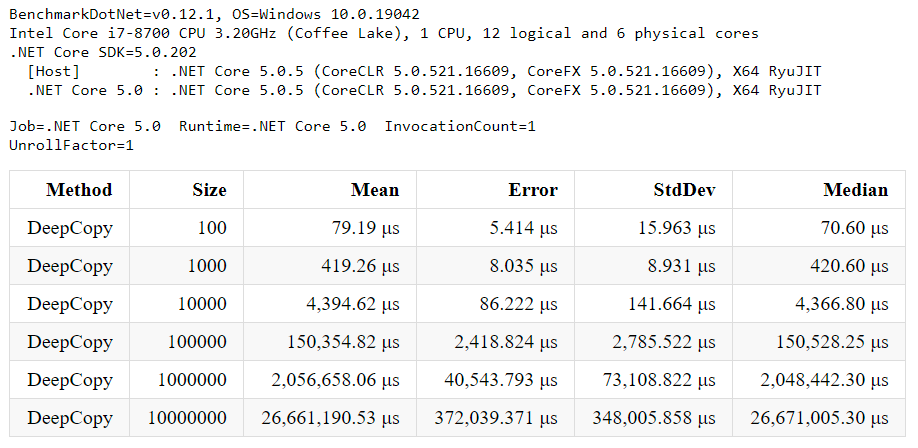 BenchmarkDotNet=v0.12.1, OS=Windows 10.0.19042
Intel Core i7-8700 CPU 3.20GHz (Coffee Lake), 1 CPU, 12 logical and 6 physical cores
.NET Core SDK=5.0.202
[Host]        : .NET Core 5.0.5 (CoreCLR 5.0.521.16609, CoreFX 5.0.521.16609), X64 RyuJIT
.NET Core 5.0 : .NET Core 5.0.5 (CoreCLR 5.0.521.16609, CoreFX 5.0.521.16609), X64 RyuJIT
Job=.NET Core 5.0  Runtime=.NET Core 5.0  InvocationCount=1
UnrollFactor=1
Method Size Mean Error StdDev Median
DeepCopy 100 79.19 μs 5.414 μs 15.963 μs 70.60 μs
DeepCopy 1000 419.26 μs 8.035 μs 8.931 μs 420.60 μs
DeepCopy 10000 4,394.62 μs 86.222 μs 141.664 μs 4,366.80 μs
DeepCopy 100000 150,354.82 μs 2,418.824 μs 2,785.522 μs 150,528.25 μs
DeepCopy 1000000 2,056,658.06 μs 40,543.793 μs 73,108.822 μs 2,048,442.30 μs
DeepCopy 10000000 26,661,190.53 μs 372,039.371 μs 348,005.858 μs 26,671,005.30 μs